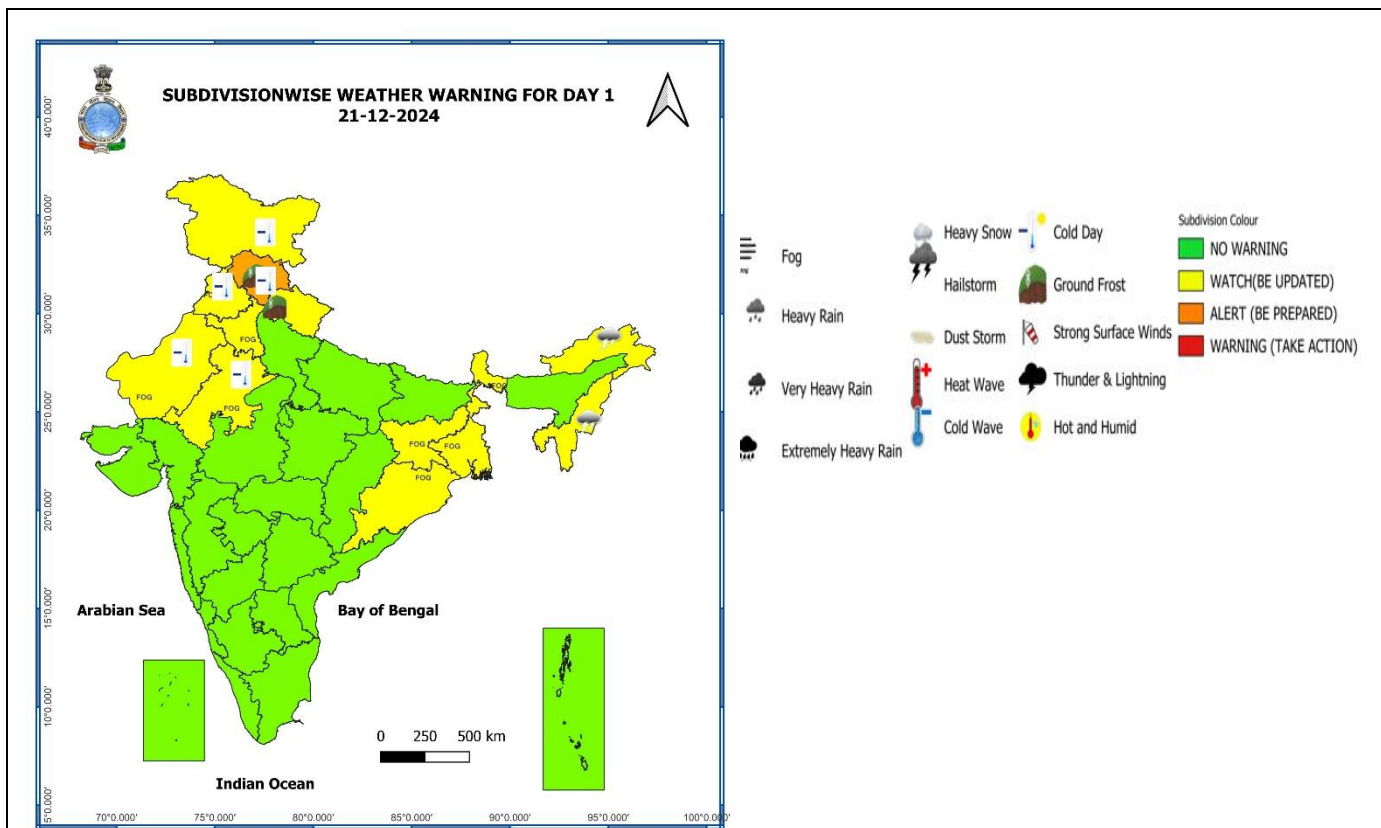 SUBDIVISIONWISE WEATHER WARNING FOR DAY 1
21-12-2024
40°0.000'
35°0.000'
30°0.000'
25°0.000'
20°0.000'
15°0.000'
10°0.000'
5°0.000'
FOG
FOG
FOG
FOG
FOG
FOG
FOG
Arabian Sea
Bay of Bengal
0 250 500 km
Indian Ocean
70°0.000' 75°0.000' 80°0.000' 85°0.000' 90°0.000' 95°0.000' 100°0.000'
Fog
Heavy Rain
Very Heavy Rain
Extremely Heavy Rain
Heavy Snow
Hailstorm
Dust Storm
Heat Wave
Cold Wave
Cold Day
Ground Frost
Strong Surface Winds
Thunder & Lightning
Hot and Humid
Subdivision Colour
NO WARNING
WATCH(BE UPDATED)
ALERT (BE PREPARED)
WARNING (TAKE ACTION)